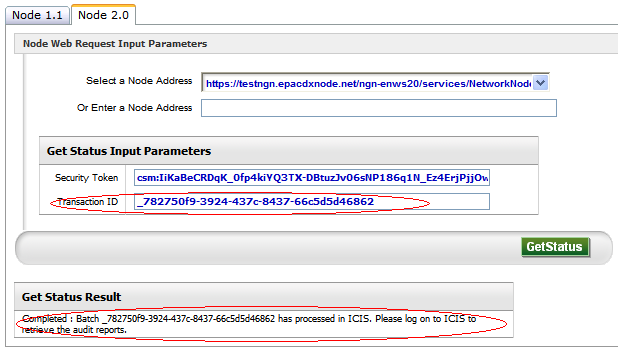 Node 1.1 Node 2.0
Node Web Request Input Parameters
Select a Node Address https://testngn.epacdxnode.net/ngn-enws20/services/NetworkNode
Or Enter a Node Address
Get Status Input Parameters
Security Token csm:IiKaBeCRDqK_0fp4kiYQ3TX-DBtuzJv06sNP186q1N_Ez4ErjPjjOw
Transaction ID _782750f9-3924-437c-8437-66c5d5d46862
GetStatus
Get Status Result
Completed : Batch _782750f9-3924-437c-8437-66c5d5d46862 has processed in ICIS. Please log on to ICIS to
retrieve the audit reports.